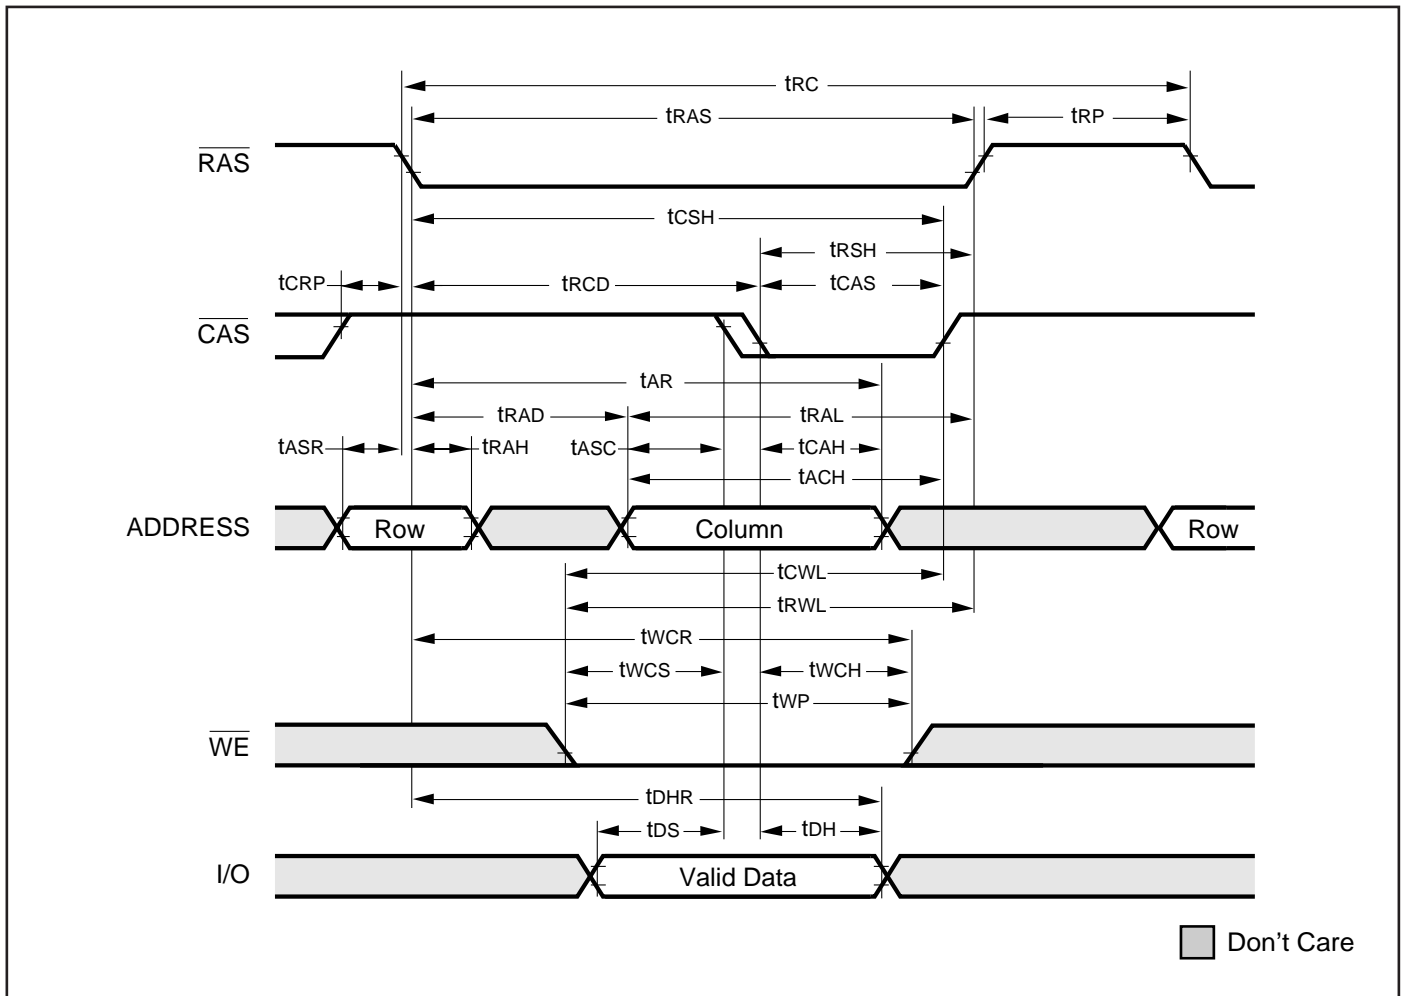 tRC
tRAS
tRP
RAS
tCSH
tRSH
tCRP
tRCD
tCAS
CAS
tAR
tRAD
tRAL
tASR
tRAH
tASC
tCAH
tACH
ADDRESS
Row
Column
Row
tCWL
tRWL
tWCR
tWCS
tWCH
tWP
WE
tDHR
tDS
tDH
I/O
Valid Data
Don't Care